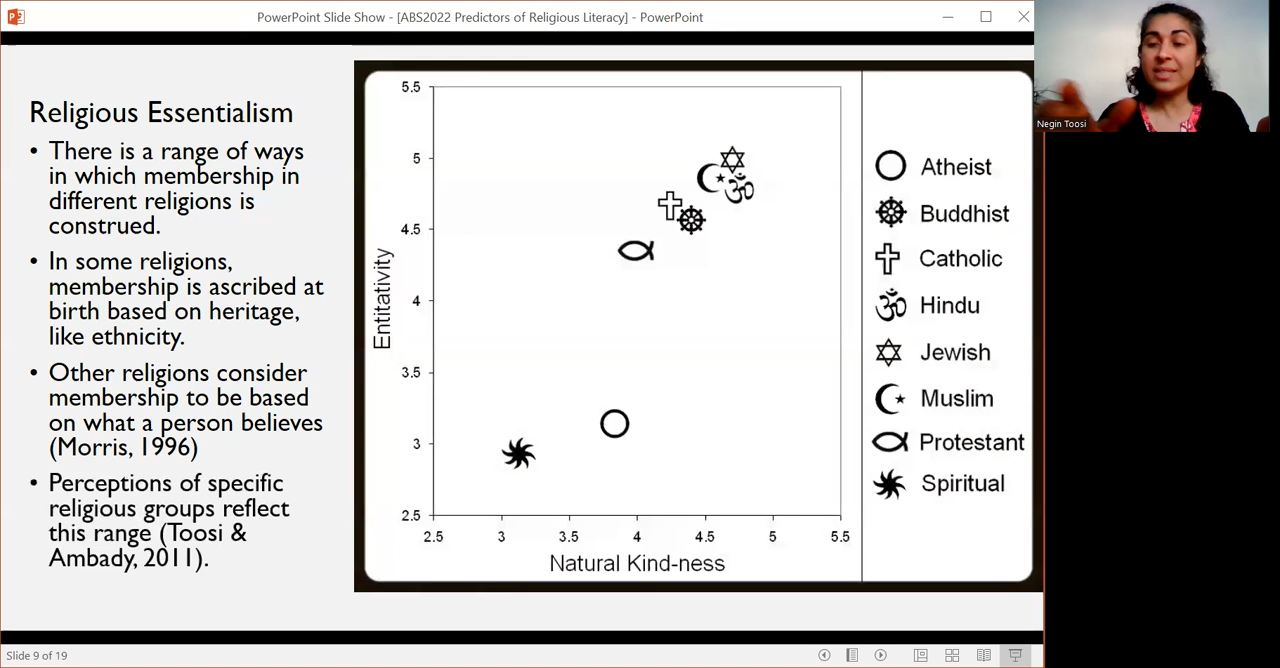 PowerPoint Slide Show - [ABS2022 Predictors of Religious Literacy] - PowerPoint
Negin Toosi
Religious Essentialism
• There is a range of ways
in which membership in
different religions is
construed.
• In some religions,
membership is ascribed at
birth based on heritage,
like ethnicity.
• Other religions consider
membership to be based
on what a person believes
(Morris, 1996)
• Perceptions of specific
religious groups reflect
this range (Toosi &
Ambady, 2011).
Entitativity
5.5
5
4.5
4
3.5
3
2.5
2.5 3 3.5 4 4.5 5 5.5
Natural Kind-ness
Atheist
Buddhist
Catholic
Hindu
Jewish
Muslim
Protestant
Spiritual
Slide 9 of 19